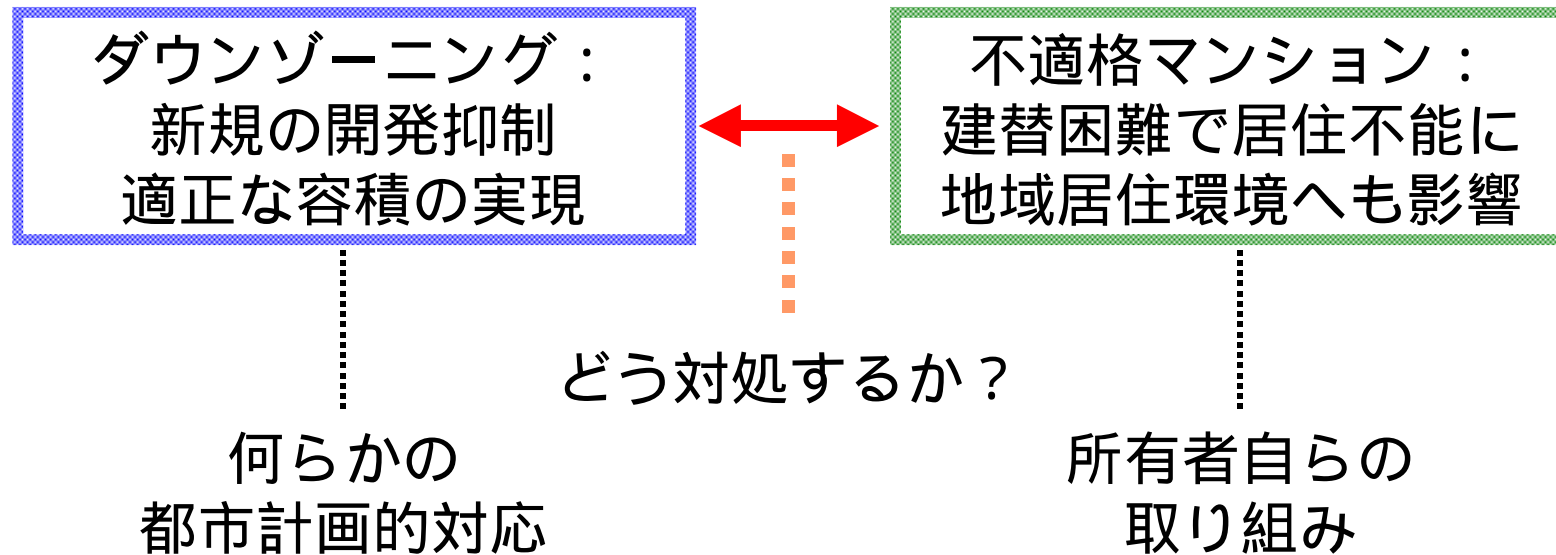 ダウンゾーニング：
新規の開発抑制
適正な容積の実現
不適格マンション：
建替困難で居住不能に
地域居住環境へも影響
どう対処するか？
何らかの
都市計画的対応
所有者自らの
取り組み